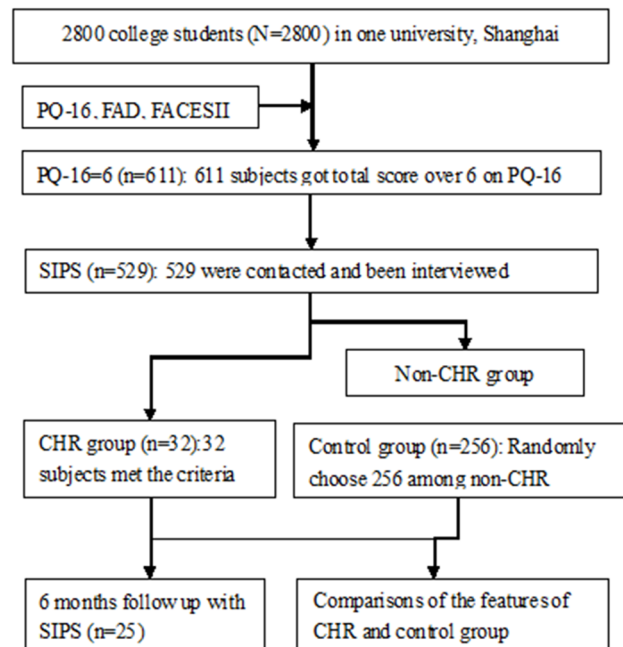 2800 college students (N=2800) in one university, Shanghai
PQ-16, FAD, FACESII
PQ-16=6 (n=611): 611 subjects got total score over 6 on PQ-16
SIPS (n=529): 529 were contacted and been interviewed
Non-CHR group
CHR group (n=32):32
subjects met the criteria
Control group (n=256): Randomly
choose 256 among non-CHR
6 months follow up with
SIPS (n=25)
Comparisons of the features of
CHR and control group